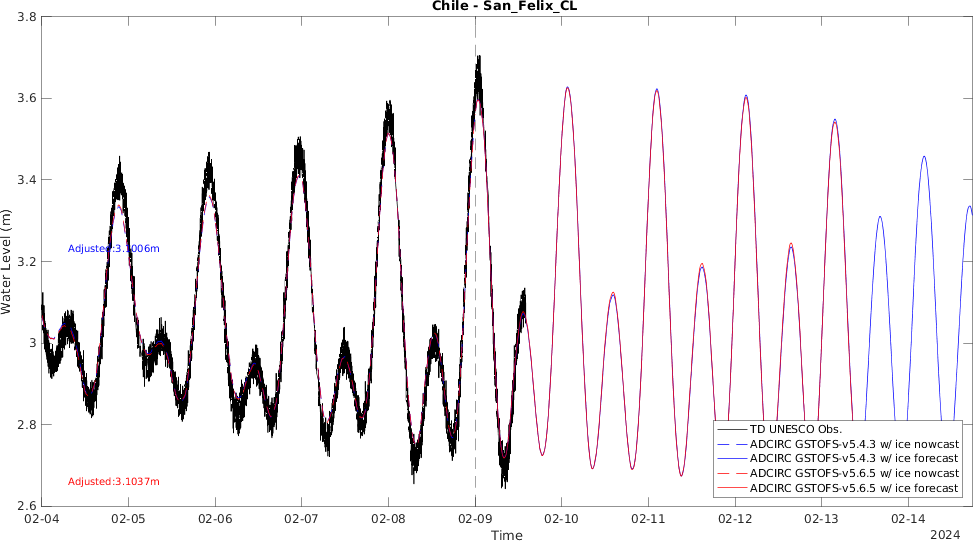 Chile - San_Felix_CL
3.8
3.6
3.4
3.2
3
2.8
2.6
Water Level (m)
Adjusted:3.1006m
Adjusted:3.1037m
TD UNESCO Obs.
ADCIRC GSTOFS-v5.4.3 w/ ice nowcast
ADCIRC GSTOFS-v5.4.3 w/ ice forecast
ADCIRC GSTOFS-v5.6.5 w/ ice nowcast
ADCIRC GSTOFS-v5.6.5 w/ ice forecast
02-04 02-05 02-06 02-07 02-08 02-09 02-10 02-11 02-12 02-13 02-14
Time
2024